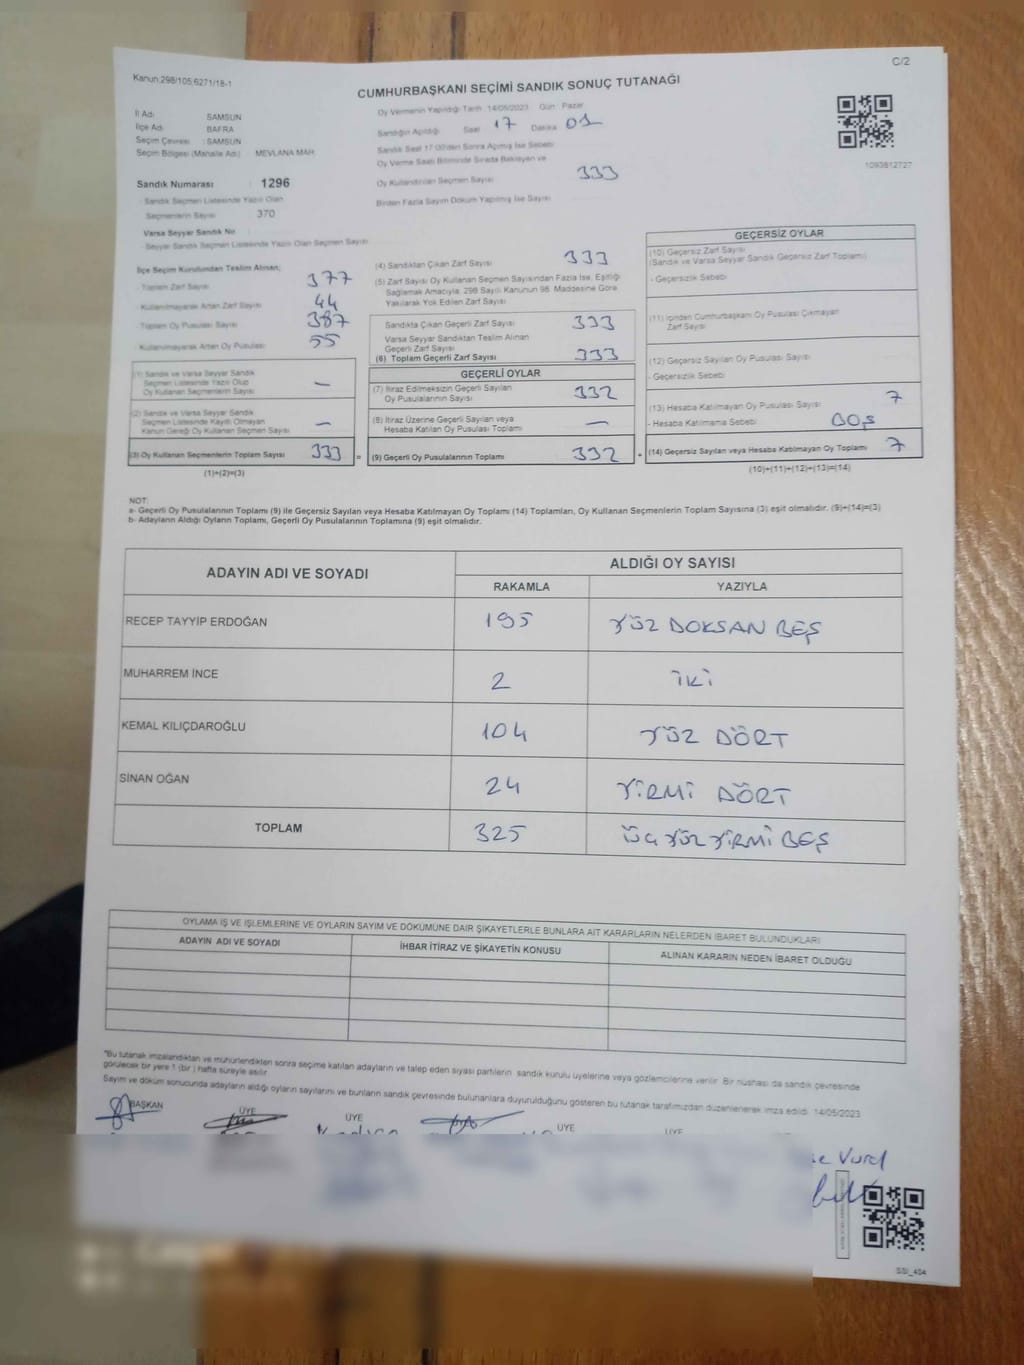 Kanun:298/105;6271/18-1
C/2
CUMHURBAŞKANI SEÇİMİ SANDIK SONUÇ TUTANAĞI
İl Adı SAMSUN
İlçe Adı BAFRA
Seçim Çevresi : SAMSUN
Seçim Bölgesi (Mahalle Adı) MEVLANA MAH
Sandık Numarası : 1296
Sandık Seçmen Listesinde Yazılı Olan
Seçmenlerin Sayısı 370
Varsa Seyyar Sandık No
- Seyyar Sandık Seçmen Listesinde Yazılı Olan Seçmen Sayısı
Oy Vermenin Yapıldığı Tarih 14/05/2023 Gün Pazar
Sandığın Açıldığı Saat 17 Dakika 01
Sandık Saat 17:00'den Sonra Açılmış İse Sebebi
Oy Verme Saati Bitiminde Sırada Bekleyen ve
Oy Kullandırılan Seçmen Sayısı 333
Birden Fazla Sayım Döküm Yapılmış İse Sayısı
1093812727
İlçe Seçim Kurulundan Teslim Alınan;
- Toplam Zarf Sayısı 377
- Kullanılmayarak Artan Zarf Sayısı 44
- Toplam Oy Pusulası Sayısı 387
- Kullanılmayarak Artan Oy Pusulası 55
(1) Sandık ve Varsa Seyyar Sandık
Seçmen Listesinde Yazılı Olup
Oy Kullanan Seçmenlerin Sayısı —
(2) Sandık ve Varsa Seyyar Sandık
Seçmen Listesinde Kaydı Olmayan
Kanun Gereği Oy Kullanan Seçmen Sayısı —
(3) Oy Kullanan Seçmenlerin Toplam Sayısı 333 =
(1)+(2)=(3)
(4) Sandıktan Çıkan Zarf Sayısı 333
(5) Zarf Sayısı Oy Kullanan Seçmen Sayısından Fazla İse, Eşitliği
Sağlamak Amacıyla, 298 Sayılı Kanunun 98. Maddesine Göre
Yakılarak Yok Edilen Zarf Sayısı
Sandıkta Çıkan Geçerli Zarf Sayısı 333
Varsa Seyyar Sandıktan Teslim Alınan
Geçerli Zarf Sayısı
(6) Toplam Geçerli Zarf Sayısı 333
GEÇERLİ OYLAR
(7) İtiraz Edilmeksizin Geçerli Sayılan
Oy Pusulalarının Sayısı 332
(8) İtiraz Üzerine Geçerli Sayılan veya
Hesaba Katılan Oy Pusulası Toplamı —
(9) Geçerli Oy Pusulalarının Toplamı 332 +
GEÇERSİZ OYLAR
(10) Geçersiz Zarf Sayısı
(Sandık ve Varsa Seyyar Sandık Geçersiz Zarf Toplamı)
- Geçersizlik Sebebi
(11) İçinden Cumhurbaşkanı Oy Pusulası Çıkmayan
Zarf Sayısı
(12) Geçersiz Sayılan Oy Pusulası Sayısı
- Geçersizlik Sebebi
(13) Hesaba Katılmayan Oy Pusulası Sayısı 7
- Hesaba Katılmama Sebebi BOŞ
(14) Geçersiz Sayılan veya Hesaba Katılmayan Oy Toplamı 7
(10)+(11)+(12)+(13)=(14)
NOT:
a- Geçerli Oy Pusulalarının Toplamı (9) ile Geçersiz Sayılan veya Hesaba Katılmayan Oy Toplamı (14) Toplamları, Oy Kullanan Seçmenlerin Toplam Sayısına (3) eşit olmalıdır. (9)+(14)=(3)
b- Adayların Aldığı Oyların Toplamı, Geçerli Oy Pusulalarının Toplamına (9) eşit olmalıdır.
ADAYIN ADI VE SOYADI ALDIĞI OY SAYISI
RAKAMLA YAZIYLA
RECEP TAYYİP ERDOĞAN 195 YÜZ DOKSAN BEŞ
MUHARREM İNCE 2 İKİ
KEMAL KILIÇDAROĞLU 104 YÜZ DÖRT
SİNAN OĞAN 24 YİRMİ DÖRT
TOPLAM 325 ÜÇ YÜZ YİRMİ BEŞ
OYLAMA İŞ VE İŞLEMLERİNE VE OYLARIN SAYIM VE DÖKÜMÜNE DAİR ŞİKAYETLERLE BUNLARA AİT KARARLARIN NELERDEN İBARET BULUNDUKLARI
ADAYIN ADI VE SOYADI İHBAR İTİRAZ VE ŞİKAYETİN KONUSU ALINAN KARARIN NEDEN İBARET OLDUĞU
"Bu tutanak imzalandıktan ve mühürlendikten sonra seçime katılan adayların ve talep eden siyasi partilerin sandık kurulu üyelerine veya gözlemcilerine verilir. Bir nüshası da sandık çevresinde
görülecek bir yere 1 (bir) hafta süreyle asılır.
Sayım ve döküm sonucunda adayların aldığı oyların sayılarını ve bunların sandık çevresinde bulunanlara duyurulduğunu gösteren bu tutanak tarafımızdan düzenlenerek imza edildi. 14/05/2023
BAŞKAN ÜYE ÜYE ÜYE ÜYE
Vural
SSI_404